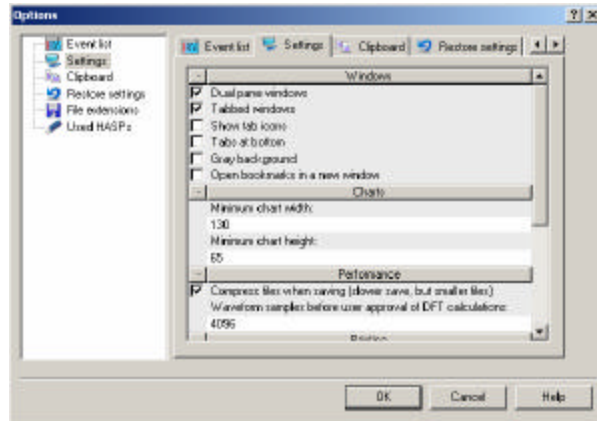 Options
Event list
Settings
Clipboard
Restore settings
File extensions
Used HASPs
Event list Settings Clipboard Restore settings
Windows
Dual pane windows
Tabbed windows
Show tab icons
Tabs at bottom
Gray background
Open bookmarks in a new window
Charts
Minimum chart width:
130
Minimum chart height:
65
Performance
Compress files when saving (slower save, but smaller files)
Waveform samples before user approval of DFT calculations:
4096
OK Cancel Help